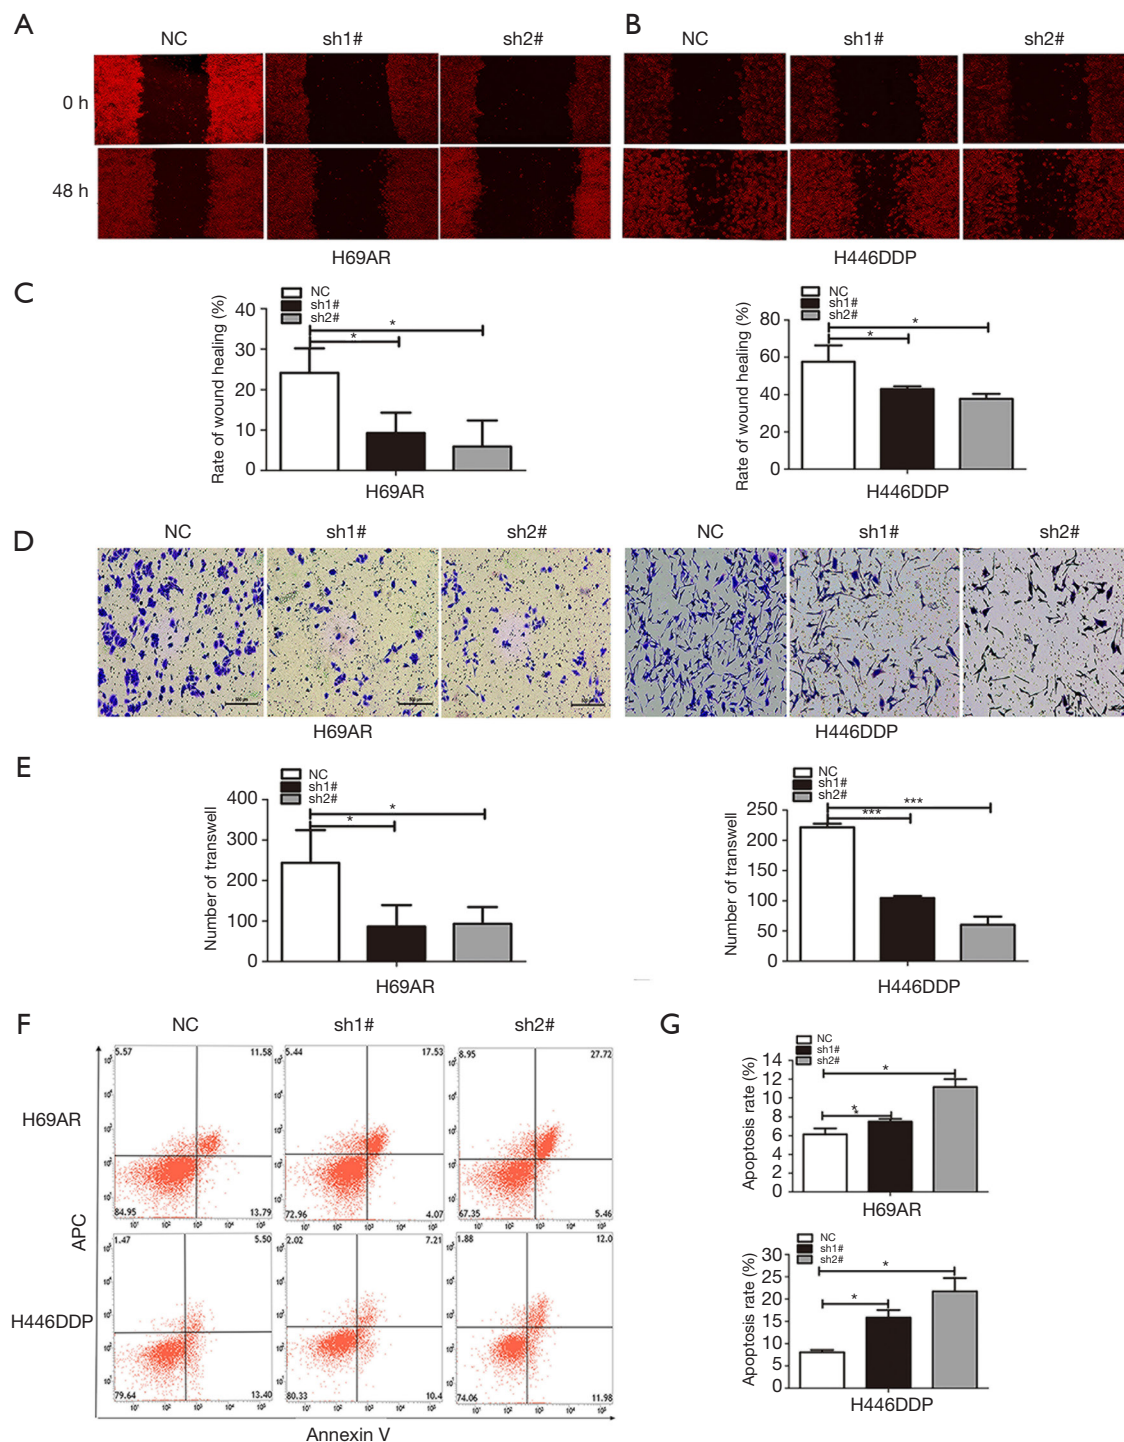 A
B
NC
sh1#
sh2#
NC
sh1#
sh2#
0 h
48 h
H69AR
H446DDP
C
NC
sh1#
sh2#
Rate of wound healing (%)
40
30
20
10
0
*
*
H69AR
NC
sh1#
sh2#
Rate of wound healing (%)
80
60
40
20
0
*
*
H446DDP
D
NC
sh1#
sh2#
NC
sh1#
sh2#
H69AR
H446DDP
E
NC
sh1#
sh2#
Number of transwell
400
300
200
100
0
*
*
H69AR
NC
sh1#
sh2#
Number of transwell
250
200
150
100
50
0
***
***
H446DDP
F
NC
sh1#
sh2#
H69AR
5.57
11.58
84.95
13.79
5.44
17.53
72.96
4.07
8.95
27.72
67.35
5.46
H446DDP
1.47
5.50
79.64
13.40
2.02
7.21
80.33
10.4
1.88
12.0
74.06
11.98
APC
Annexin V
G
NC
sh1#
sh2#
Apoptosis rate (%)
14
12
10
8
6
4
2
0
*
*
H69AR
NC
sh1#
sh2#
Apoptosis rate (%)
30
25
20
15
10
5
0
*
*
H446DDP